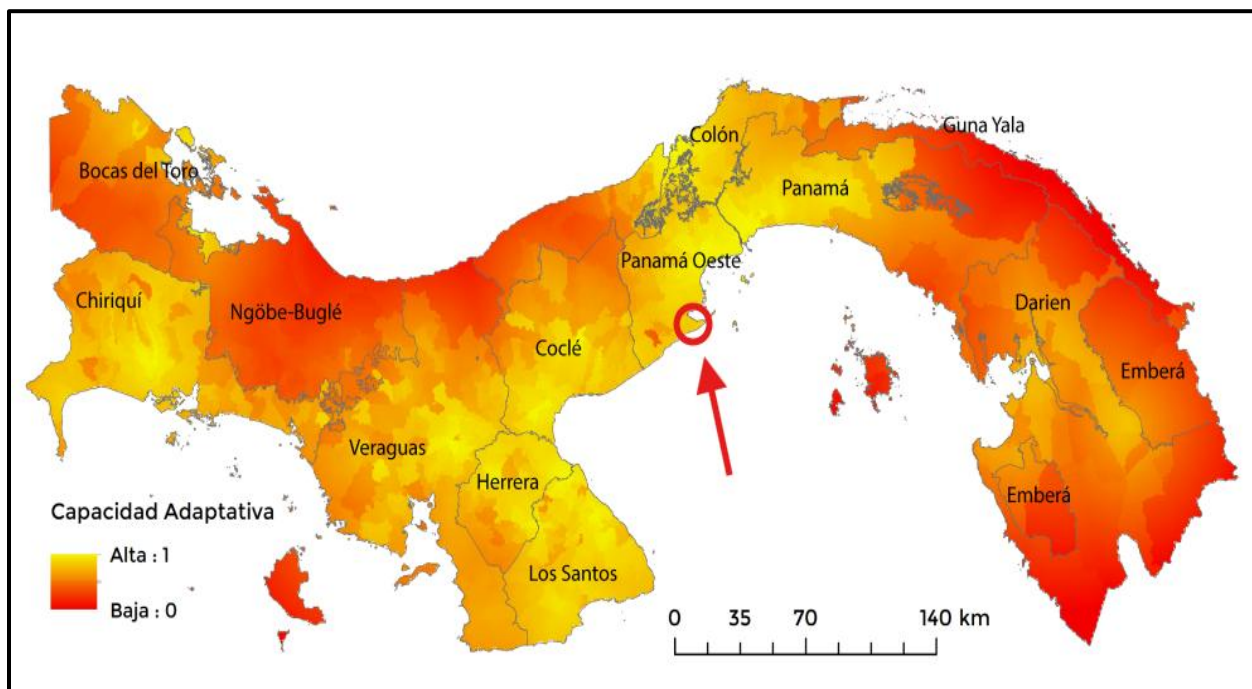 Colón
Guna Yala
Bocas del Toro
Panamá
Panamá Oeste
Chiriquí
Ngöbe-Buglé
Darien
Coclé
Emberá
Veraguas
Herrera
Emberá
Los Santos
Capacidad Adaptativa
Alta : 1
Baja : 0
0 35 70 140 km